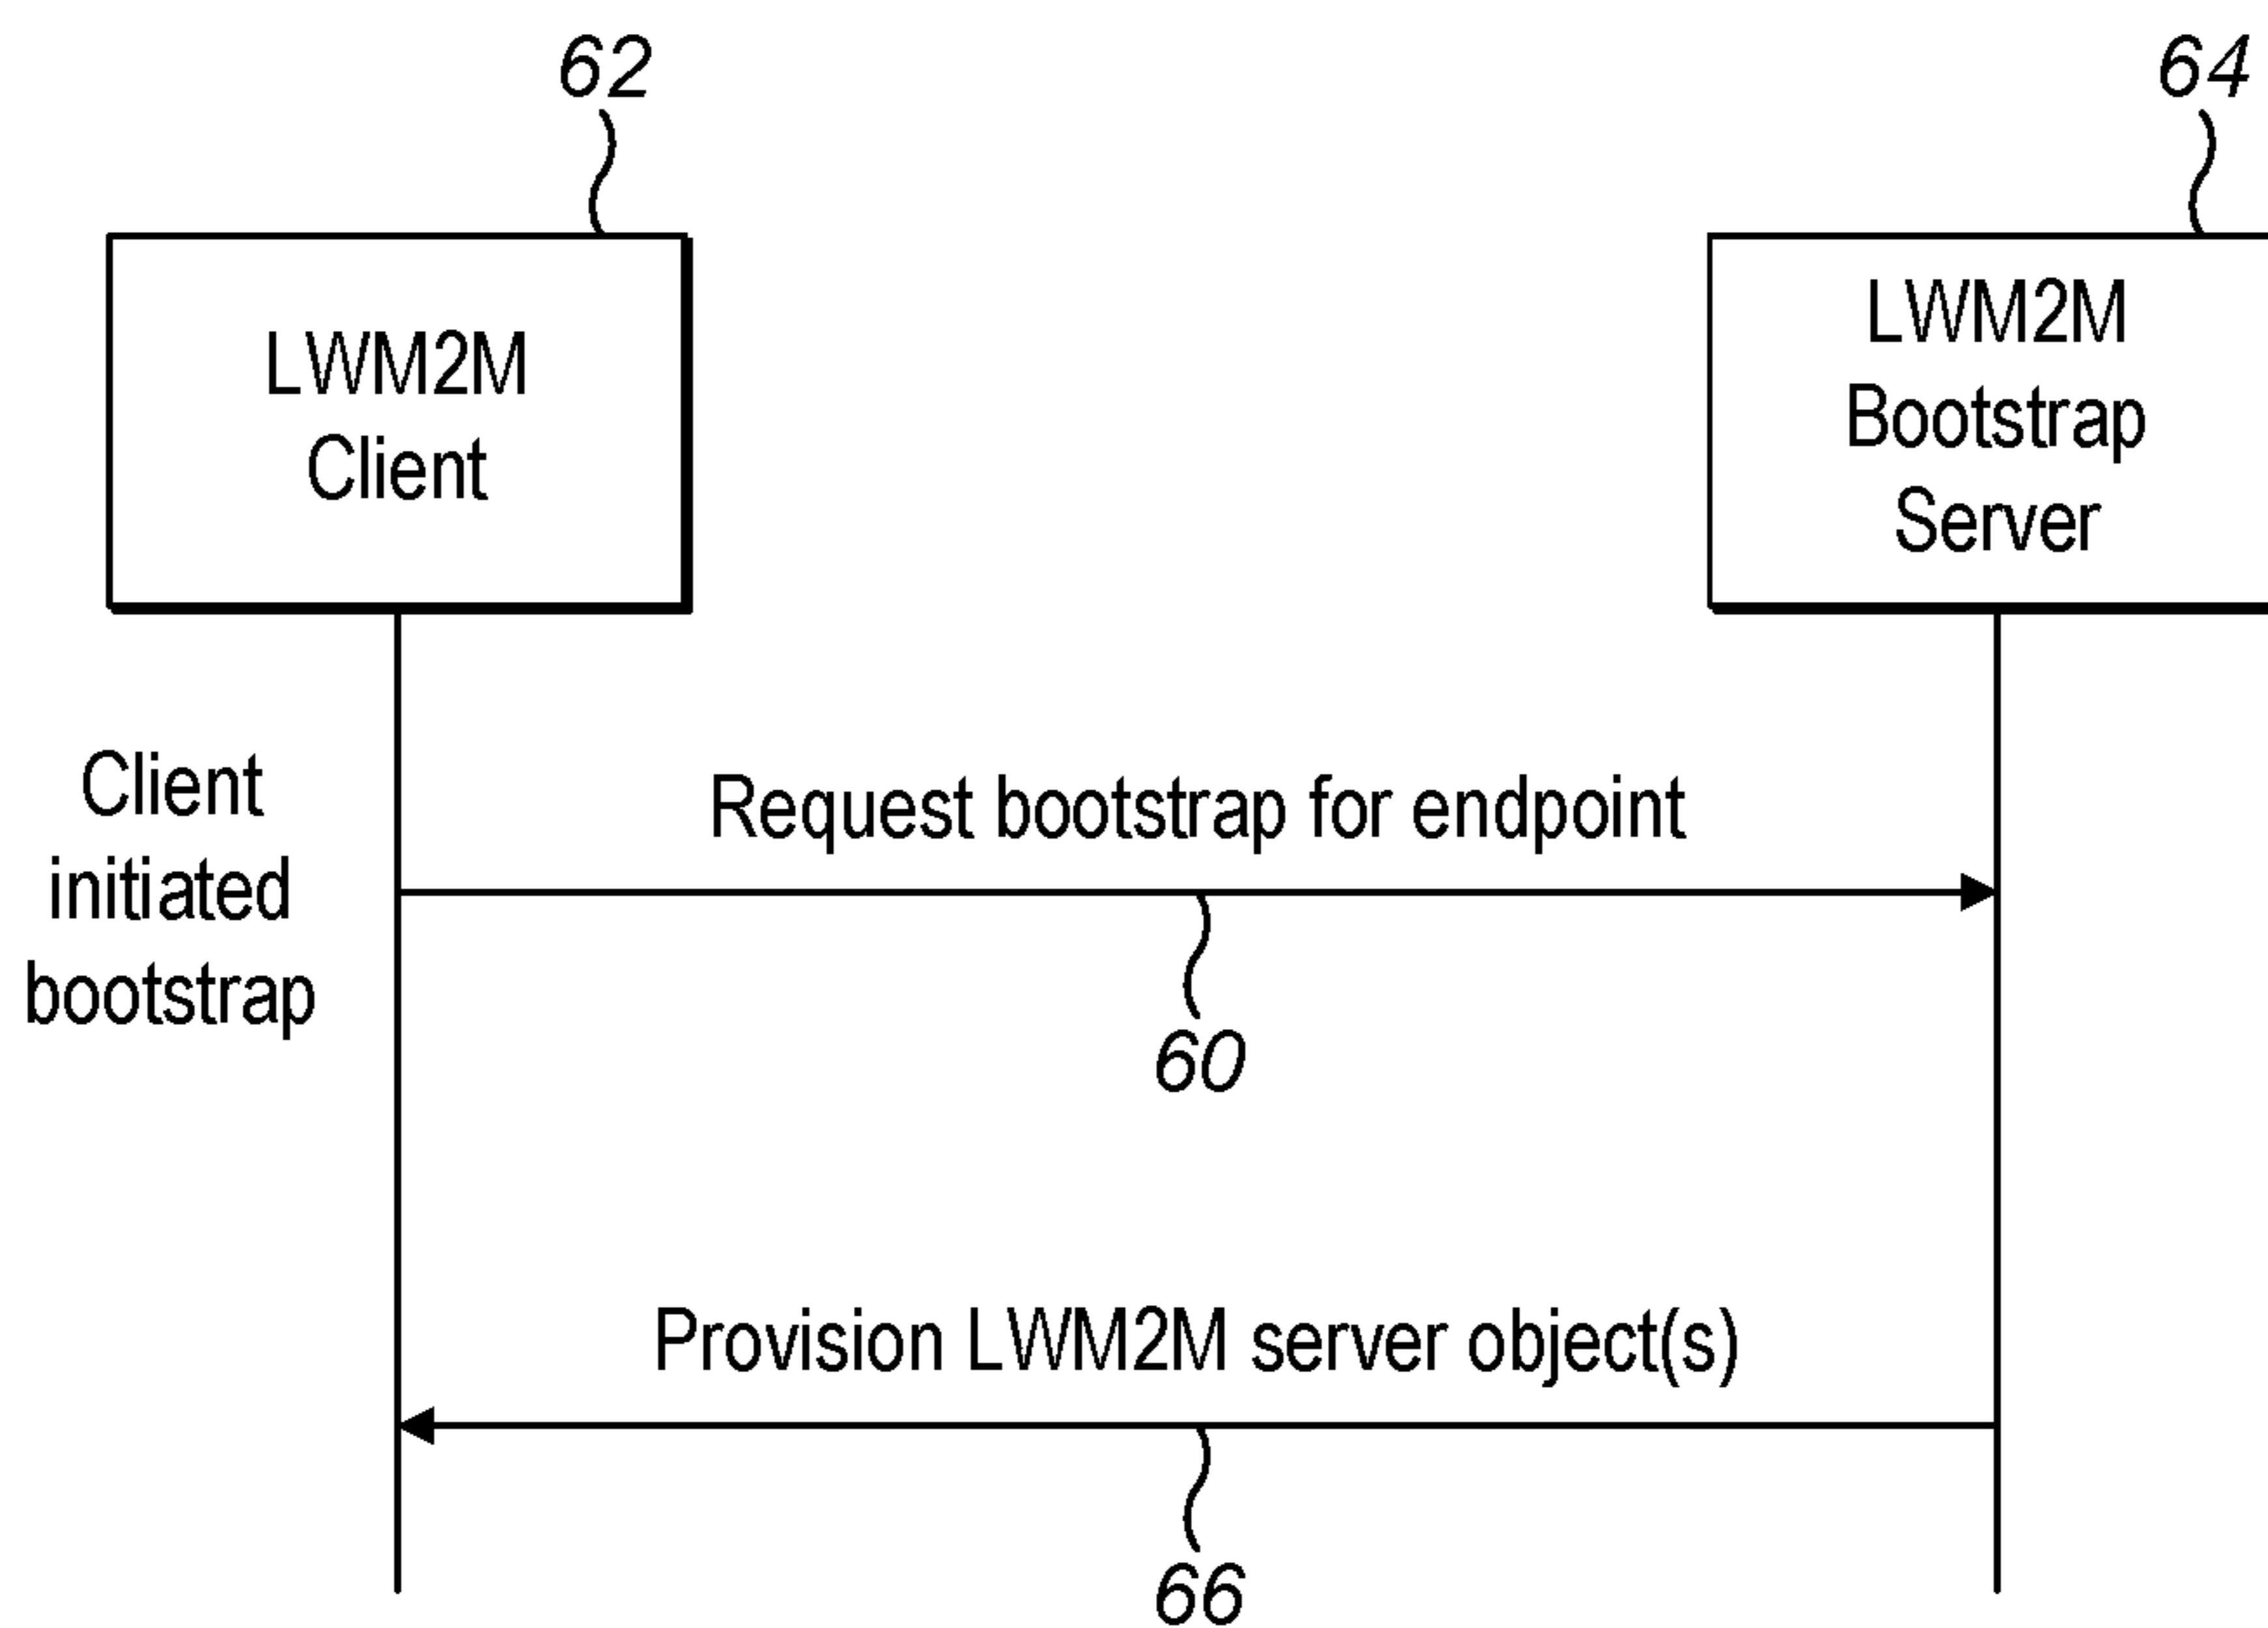 62
64
LWM2M
Client
LWM2M
Bootstrap
Server
Client
initiated
bootstrap
Request bootstrap for endpoint
60
Provision LWM2M server object(s)
66